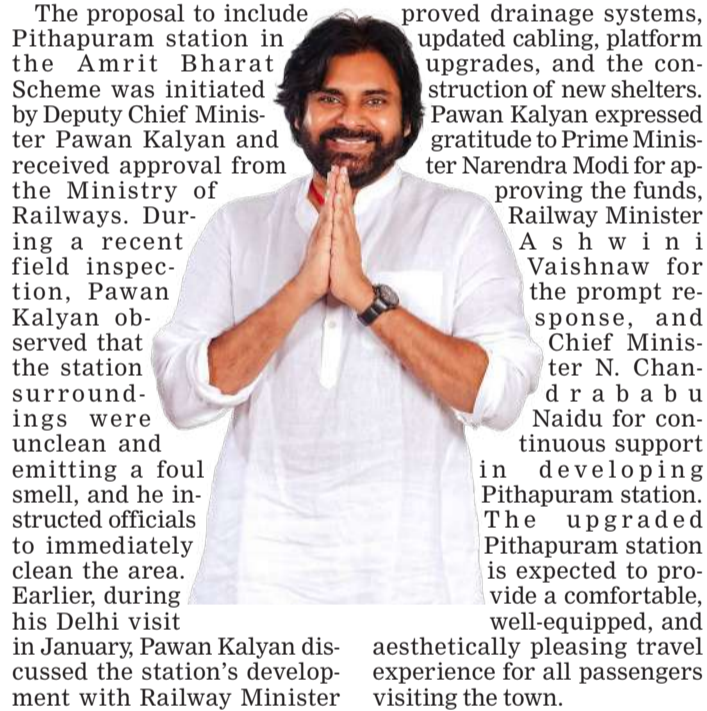 The proposal to include
Pithapuram station in
the Amrit Bharat
Scheme was initiated
by Deputy Chief Minis-
ter Pawan Kalyan and
received approval from
the Ministry of
Railways. Dur-
ing a recent
field inspec-
tion, Pawan
Kalyan ob-
served that
the station
surround-
ings were
unclean and
emitting a foul
smell, and he in-
structed officials
to immediately
clean the area.
Earlier, during
his Delhi visit
in January, Pawan Kalyan dis-
cussed the station's develop-
ment with Railway Minister
proved drainage systems,
updated cabling, platform
upgrades, and the con-
struction of new shelters.
Pawan Kalyan expressed
gratitude to Prime Minis-
ter Narendra Modi for ap-
proving the funds,
Railway Minister
Ashwini
Vaishnaw for
the prompt re-
sponse, and
Chief Minis-
ter N. Chan-
drababu
Naidu for con-
tinuous support
in developing
Pithapuram station.
The upgraded
Pithapuram station
is expected to pro-
vide a comfortable,
well-equipped, and
aesthetically pleasing travel
experience for all passengers
visiting the town.